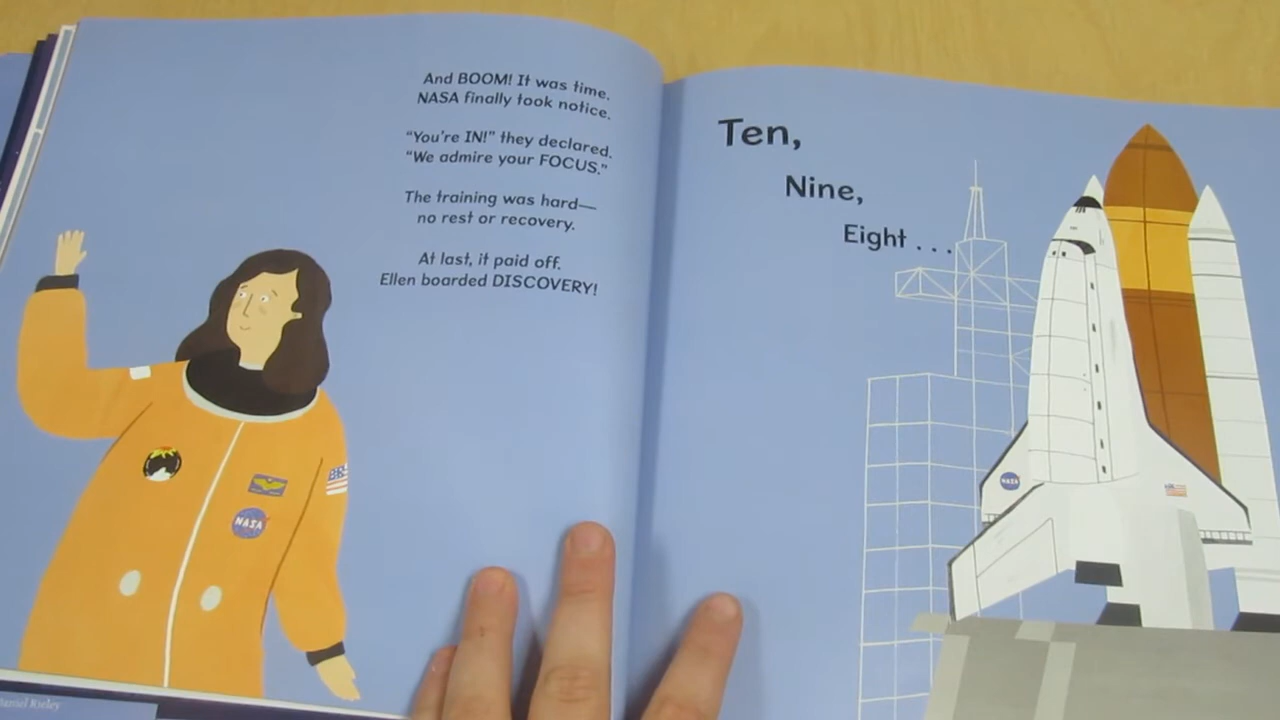 And BOOM! It was time.
NASA finally took notice.
“You’re IN!” they declared.
“We admire your FOCUS.”
The training was hard—
no rest or recovery.
At last, it paid off.
Ellen boarded DISCOVERY!
NASA
Ten,
Nine,
Eight . . .
NASA